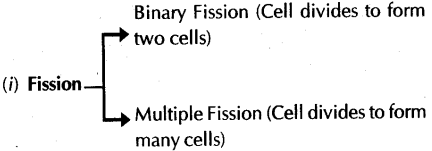 Binary Fission (Cell divides to form
two cells)
(i) Fission
Multiple Fission (Cell divides to form
many cells)